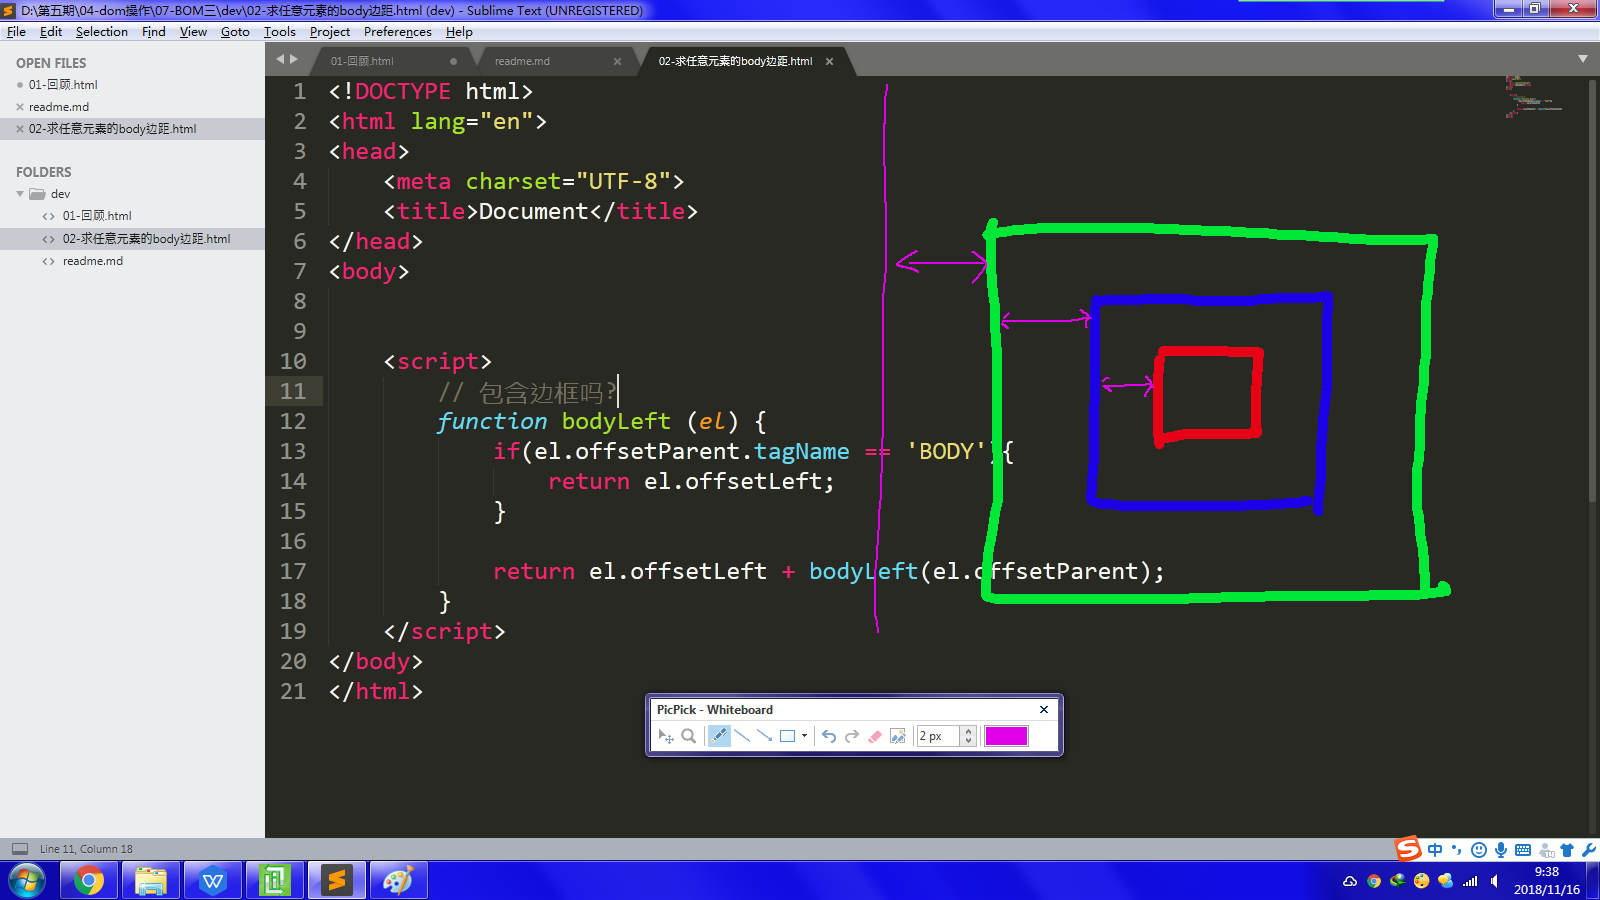 D:\第五期\04-dom操作\07-BOM三\dev\02-求任意元素的body边距.html (dev) - Sublime Text (UNREGISTERED)
File Edit Selection Find View Goto Tools Project Preferences Help
OPEN FILES
01-回顾.html
readme.md
02-求任意元素的body边距.html
FOLDERS
dev
01-回顾.html
02-求任意元素的body边距.html
readme.md
01-回顾.html
readme.md
02-求任意元素的body边距.html
1 <!DOCTYPE html>
2 <html lang="en">
3 <head>
4 <meta charset="UTF-8">
5 <title>Document</title>
6 </head>
7 <body>
8
9
10 <script>
11 // 包含边框吗?
12 function bodyLeft (el) {
13 if(el.offsetParent.tagName == 'BODY'){
14 return el.offsetLeft;
15 }
16
17 return el.offsetLeft + bodyLeft(el.offsetParent);
18 }
19 </script>
20 </body>
21 </html>
PicPick - Whiteboard
2 px
Line 11, Column 18
中
9:38
2018/11/16